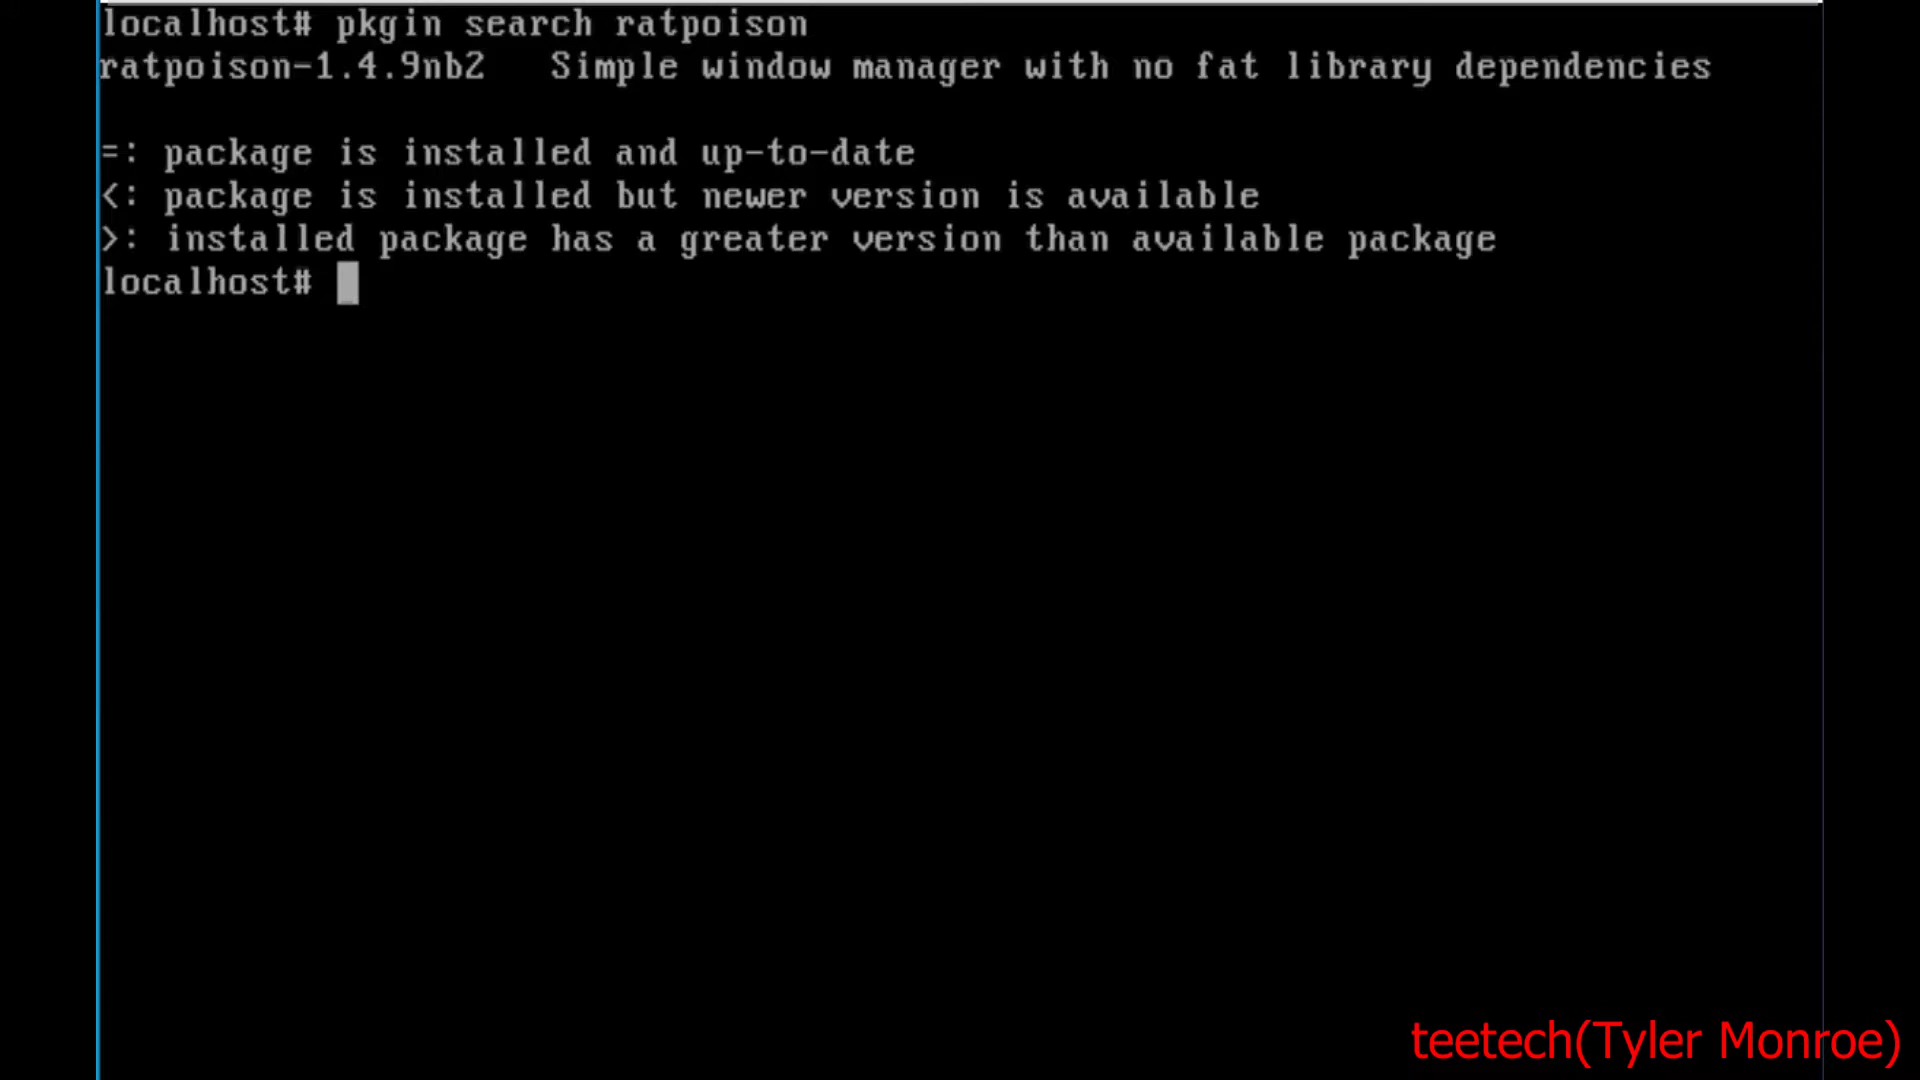 localhost# pkgin search ratpoison
ratpoison-1.4.9nb2   Simple window manager with no fat library dependencies
=: package is installed and up-to-date
<: package is installed but newer version is available
>: installed package has a greater version than available package
localhost#
teetech(Tyler Monroe)